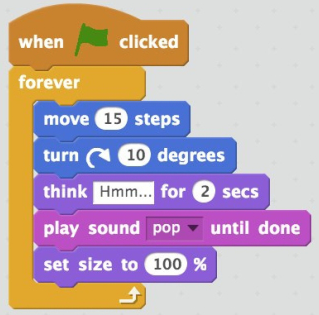 when clicked
forever
move 15 steps
turn 10 degrees
think Hmm... for 2 secs
play sound pop until done
set size to 100 %